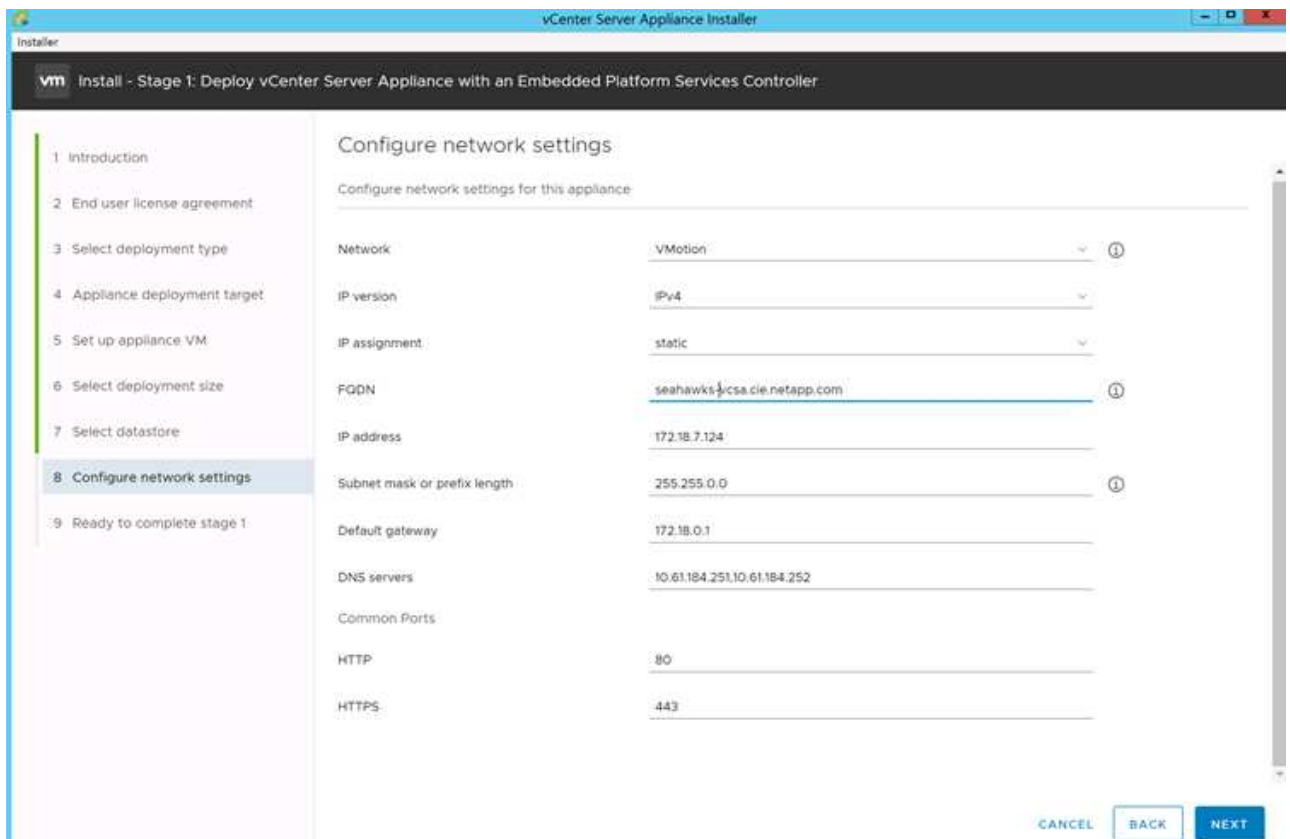 vCenter Server Appliance Installer
Installer
vm Install - Stage 1: Deploy vCenter Server Appliance with an Embedded Platform Services Controller
1 Introduction
2 End user license agreement
3 Select deployment type
4 Appliance deployment target
5 Set up appliance VM
6 Select deployment size
7 Select datastore
8 Configure network settings
9 Ready to complete stage 1
Configure network settings
Configure network settings for this appliance
Network VMotion
IP version IPv4
IP assignment static
FQDN seahawks-vcsa.cie.netapp.com
IP address 172.18.7.124
Subnet mask or prefix length 255.255.0.0
Default gateway 172.18.0.1
DNS servers 10.61.184.251,10.61.184.252
Common Ports
HTTP 80
HTTPS 443
CANCEL BACK NEXT